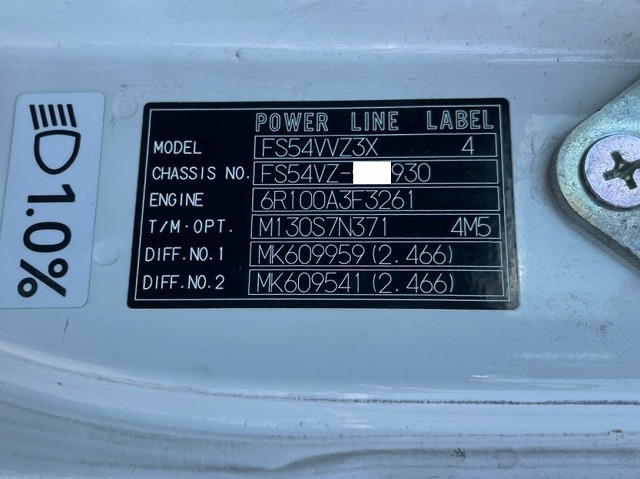 1.0%
POWER LINE LABEL
MODEL FS54VVZ3X 4
CHASSIS NO. FS54VZ- 930
ENGINE 6R100A3F3261
T/M·OPT. M130S7N371 4M5
DIFF.NO.1 MK609959(2.466)
DIFF.NO.2 MK609541(2.466)